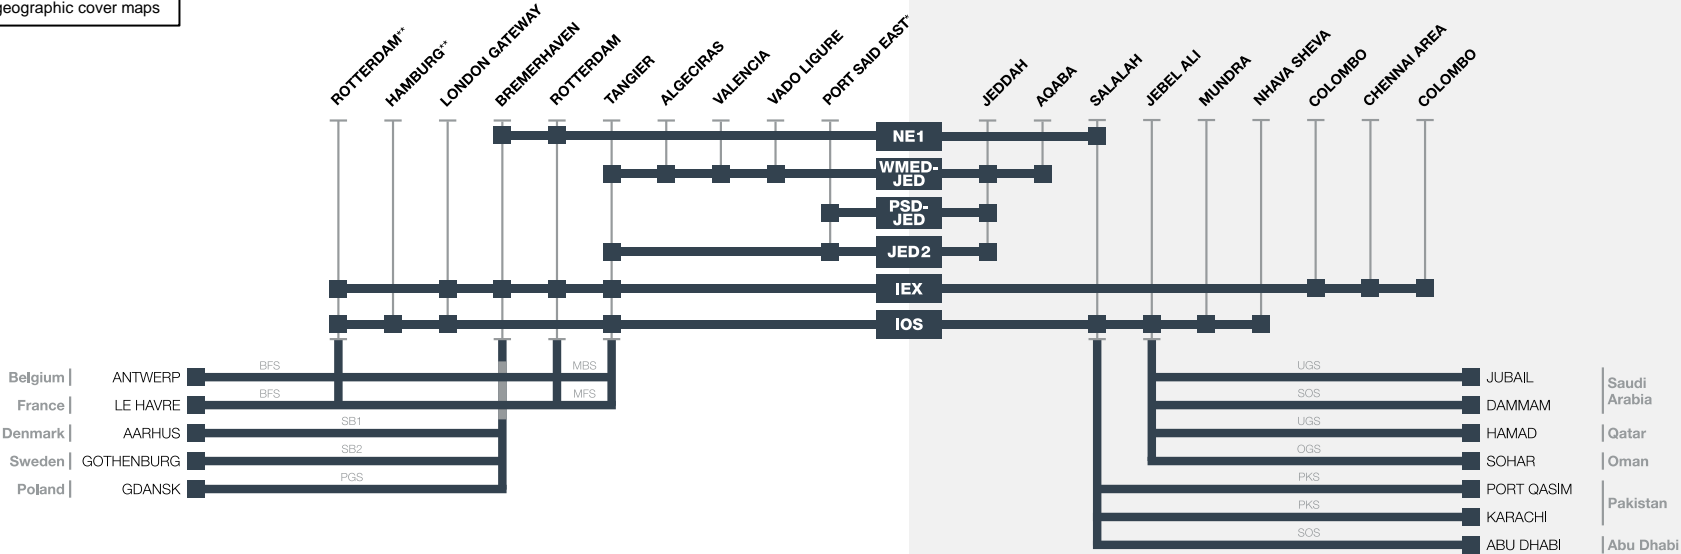 geographic cover maps
ROTTERDAM**
HAMBURG**
LONDON GATEWAY
BREMERHAVEN
ROTTERDAM
TANGIER
ALGECIRAS
VALENCIA
VADO LIGURE
PORT SAID EAST*
JEDDAH
AQABA
SALALAH
JEBEL ALI
MUNDRA
NHAVA SHEVA
COLOMBO
CHENNAI AREA
COLOMBO
NE1
WMED-
JED
PSD-
JED
JED2
IEX
IOS
Belgium
ANTWERP
BFS
MBS
France
LE HAVRE
BFS
MFS
Denmark
AARHUS
SB1
Sweden
GOTHENBURG
SB2
Poland
GDANSK
PGS
UGS
JUBAIL
Saudi
Arabia
SOS
DAMMAM
UGS
HAMAD
Qatar
OGS
SOHAR
Oman
PKS
PORT QASIM
Pakistan
PKS
KARACHI
SOS
ABU DHABI
Abu Dhabi